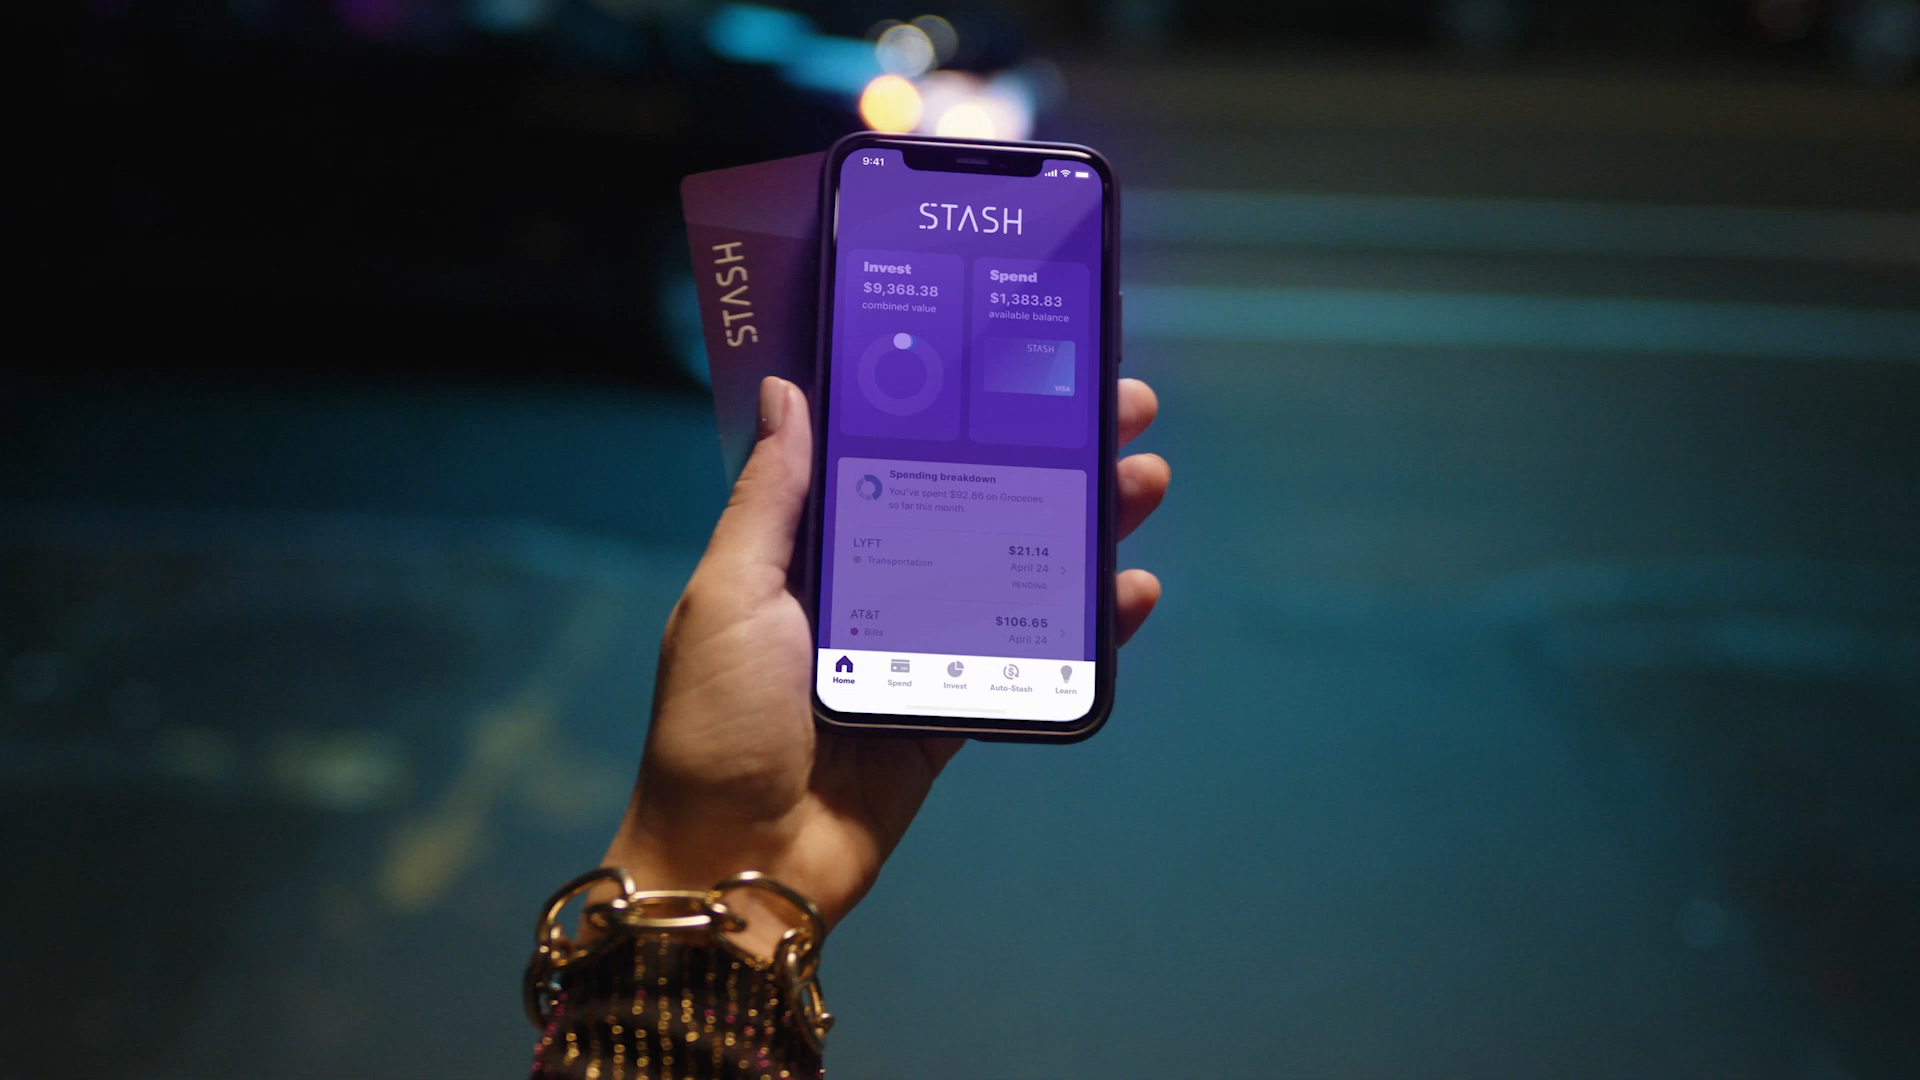 STASH
9:41
STASH
Invest
$9,368.38
combined value
Spend
$1,383.83
available balance
STASH
VISA
Spending breakdown
You've spent $92.86 on Groceries
so far this month.
LYFT
Transportation
$21.14
April 24
PENDING
AT&T
Bills
$106.65
April 24
Home
Spend
Invest
Auto-Stash
Learn